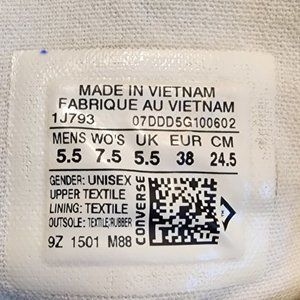 MADE IN VIETNAM
FABRIQUE AU VIETNAM
1J793 07DDD5G100602
MENS WO'S UK EUR CM
5.5 7.5 5.5 38 24.5
GENDER: UNISEX
UPPER TEXTILE
LINING: TEXTILE
OUTSOLE: TEXTILE/RUBBER
9Z 1501 M88
CONVERSE